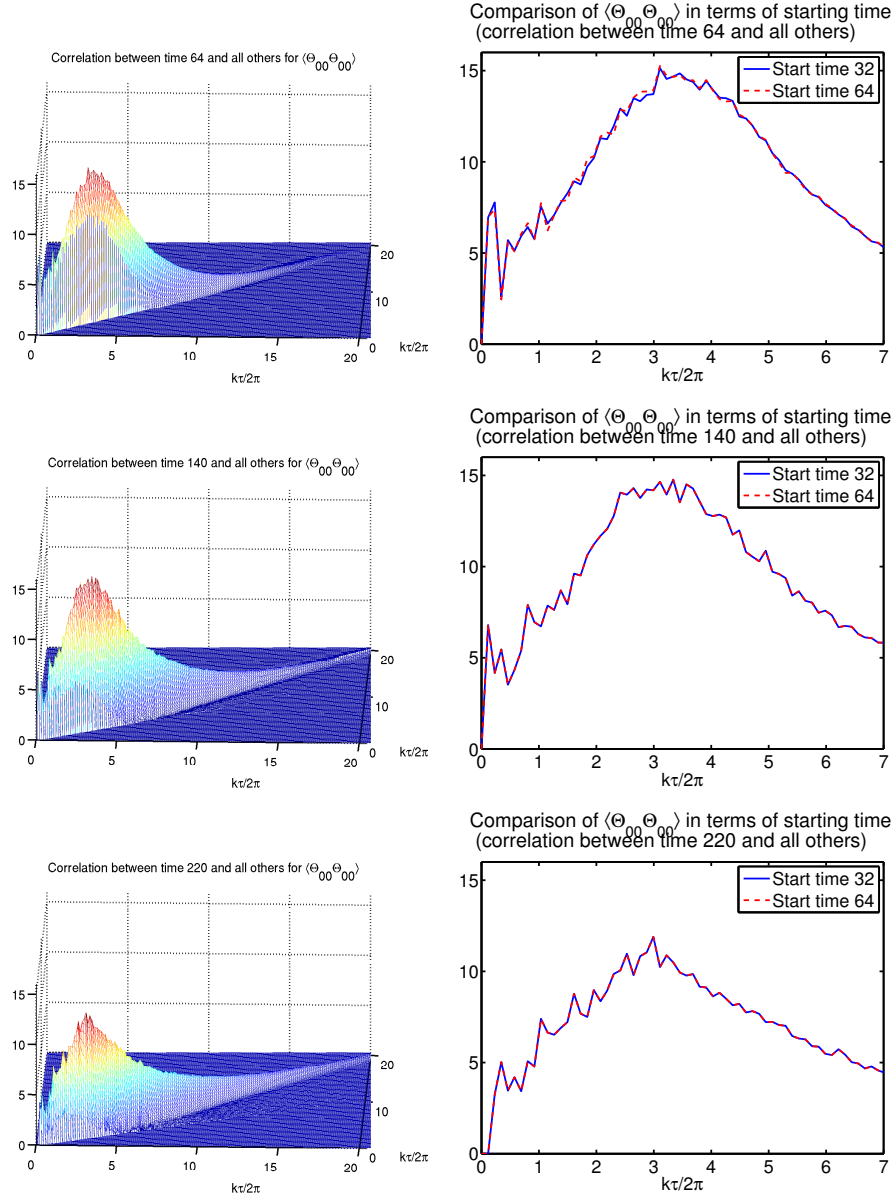 Correlation between time 64 and all others for ⟨Θ00Θ00⟩
15
10
5
0
0
5
10
15
20
0
10
20
kτ/2π
kτ/2π
Comparison of ⟨Θ00Θ00⟩ in terms of starting time
(correlation between time 64 and all others)
Start time 32
Start time 64
15
10
5
0
0 1 2 3 4 5 6 7
kτ/2π
Correlation between time 140 and all others for ⟨Θ00Θ00⟩
15
10
5
0
0
5
10
15
20
0
10
20
kτ/2π
kτ/2π
Comparison of ⟨Θ00Θ00⟩ in terms of starting time
(correlation between time 140 and all others)
Start time 32
Start time 64
15
10
5
0
0 1 2 3 4 5 6 7
kτ/2π
Correlation between time 220 and all others for ⟨Θ00Θ00⟩
15
10
5
0
0
5
10
15
20
0
10
20
kτ/2π
kτ/2π
Comparison of ⟨Θ00Θ00⟩ in terms of starting time
(correlation between time 220 and all others)
Start time 32
Start time 64
15
10
5
0
0 1 2 3 4 5 6 7
kτ/2π